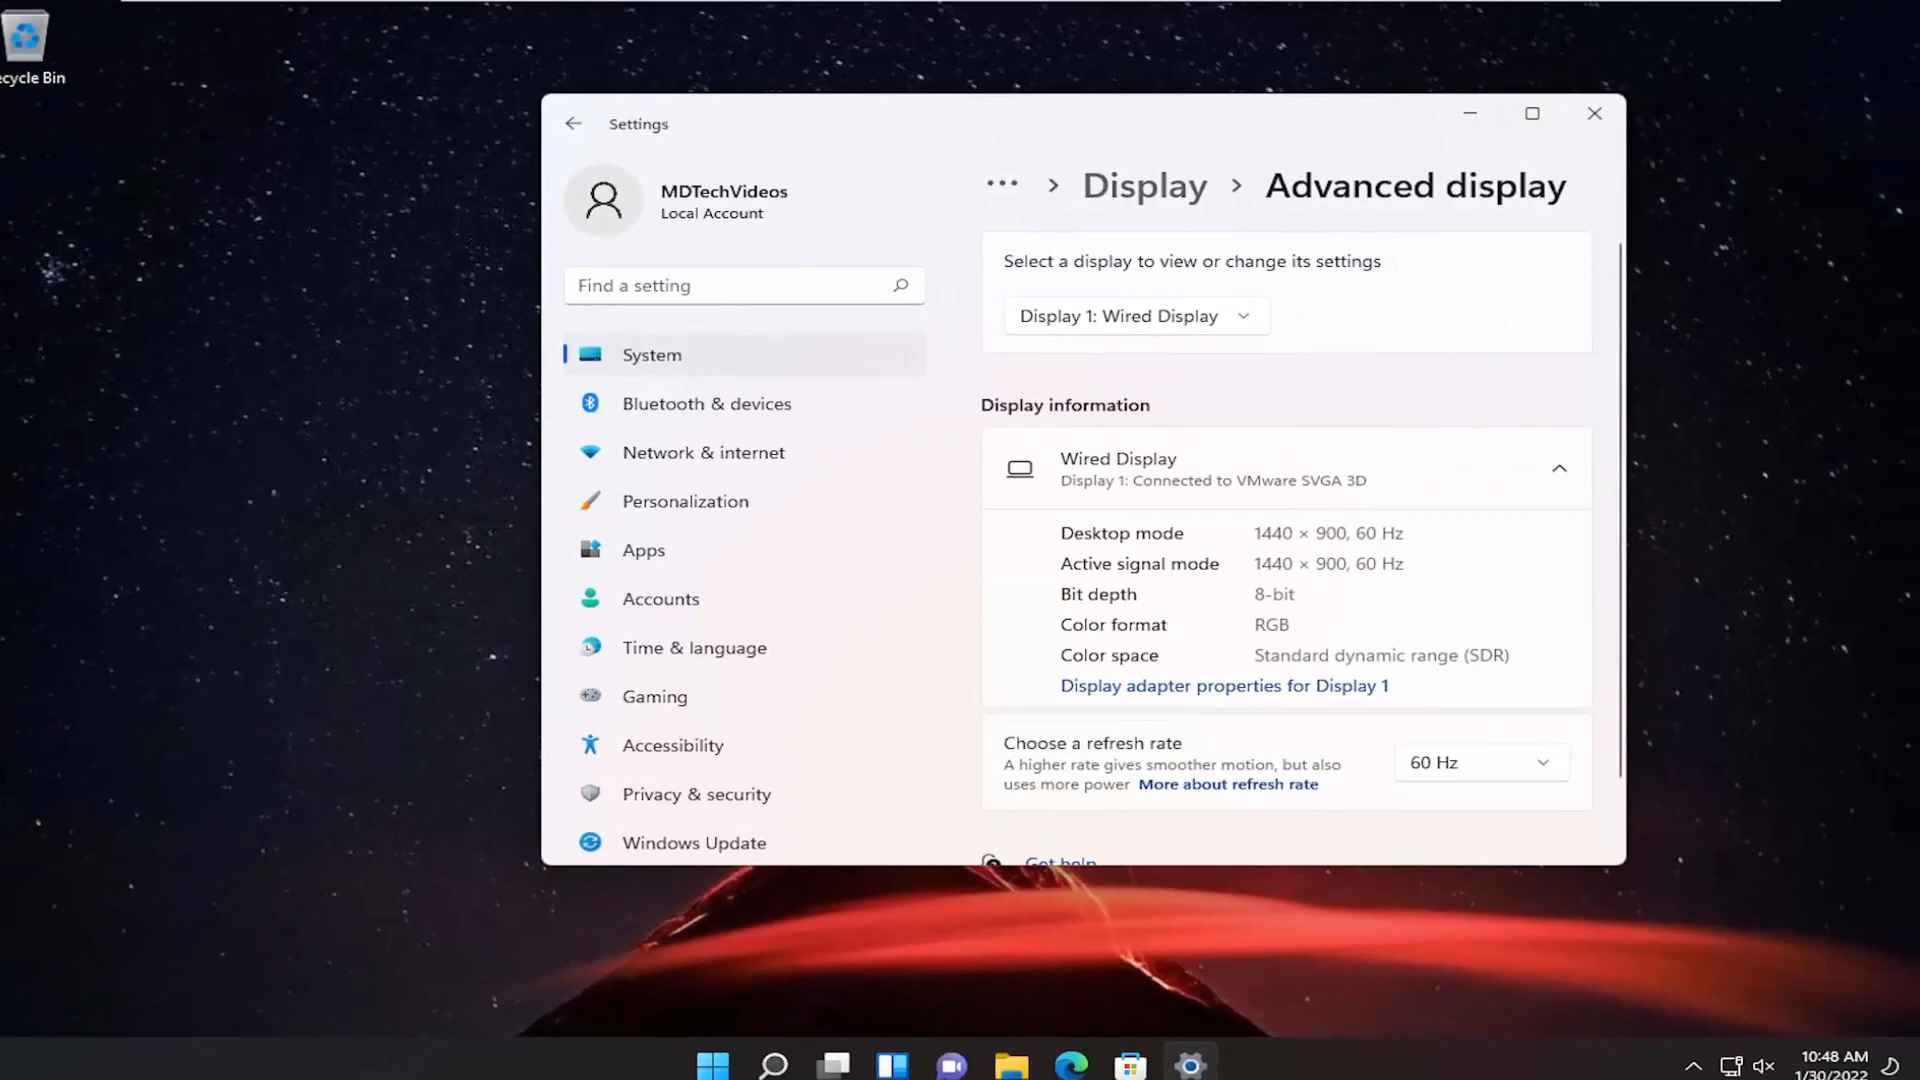 ecycle Bin
Settings
MDTechVideos
Local Account
Find a setting
System
Bluetooth & devices
Network & internet
Personalization
Apps
Accounts
Time & language
Gaming
Accessibility
Privacy & security
Windows Update
... > Display > Advanced display
Select a display to view or change its settings
Display 1: Wired Display
Display information
Wired Display
Display 1: Connected to VMware SVGA 3D
Desktop mode 1440 × 900, 60 Hz
Active signal mode 1440 × 900, 60 Hz
Bit depth 8-bit
Color format RGB
Color space Standard dynamic range (SDR)
Display adapter properties for Display 1
Choose a refresh rate
A higher rate gives smoother motion, but also
uses more power More about refresh rate
60 Hz
Get help
10:48 AM
1/30/2022